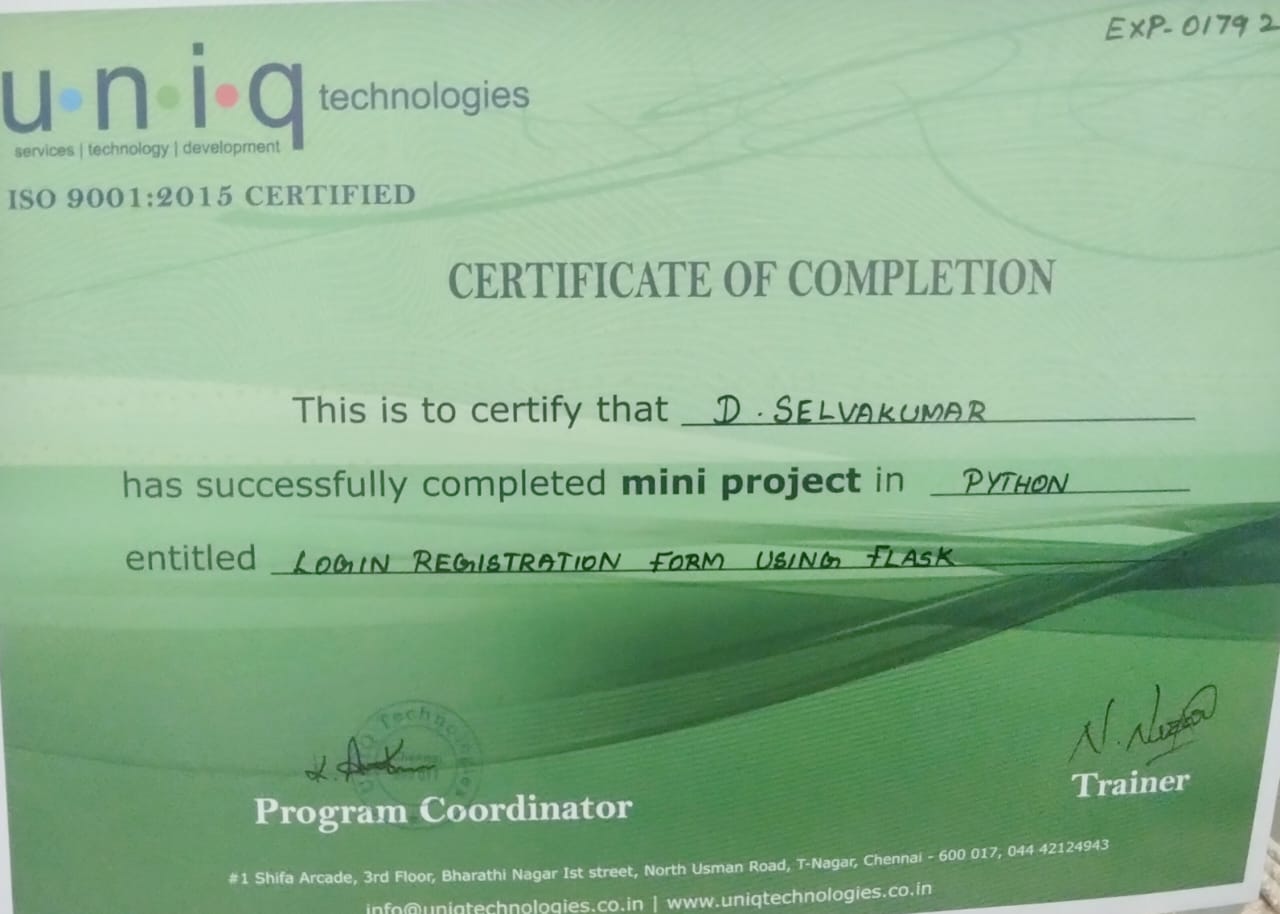 EXP-01792
u·n·i·q technologies
services | technology | development
ISO 9001:2015 CERTIFIED
CERTIFICATE OF COMPLETION
This is to certify that D. SELVAKUMAR
has successfully completed mini project in PYTHON
entitled LOGIN REGISTRATION FORM USING FLASK
Program Coordinator
Trainer
#1 Shifa Arcade, 3rd Floor, Bharathi Nagar Ist street, North Usman Road, T-Nagar, Chennai - 600 017, 044 42124943
info@uniqtechnologies.co.in | www.uniqtechnologies.co.in